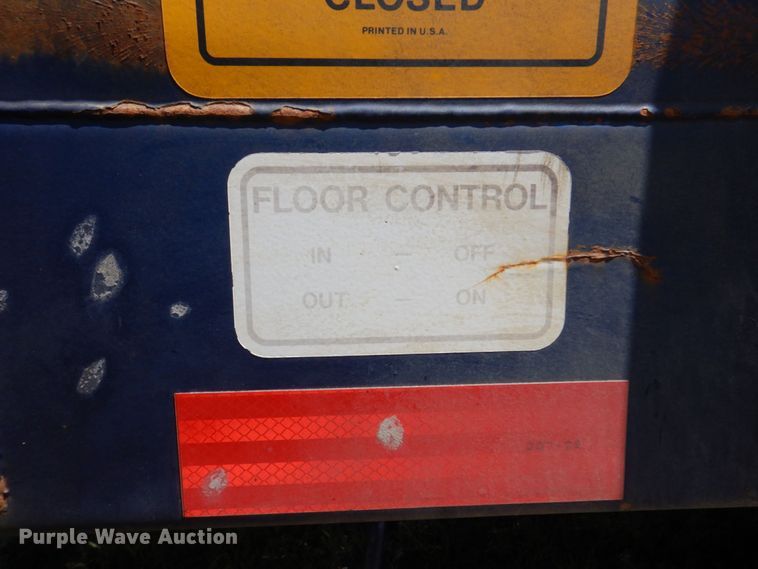 CLOSED
PRINTED IN U.S.A.
FLOOR CONTROL
IN – OFF
OUT – ON
Purple Wave Auction